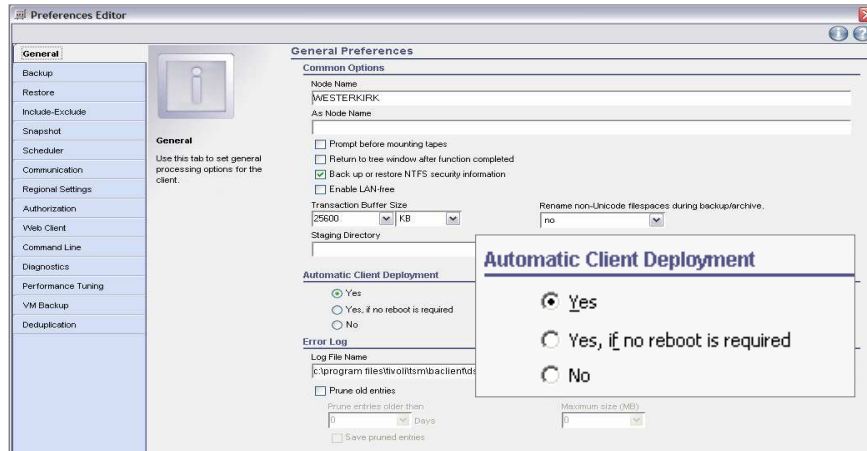 Preferences Editor
General
Backup
Restore
Include-Exclude
Snapshot
Scheduler
Communication
Regional Settings
Authorization
Web Client
Command Line
Diagnostics
Performance Tuning
VM Backup
Deduplication
General
Use this tab to set general
processing options for the
client.
General Preferences
Common Options
Node Name
WESTERKIRK
As Node Name
Prompt before mounting tapes
Return to tree window after function completed
Back up or restore NTFS security information
Enable LAN-free
Transaction Buffer Size
25600 KB
Rename non-Unicode filespaces during backup/archive.
no
Staging Directory
Automatic Client Deployment
Yes
Yes, if no reboot is required
No
Error Log
Log File Name
c:\program files\tivoli\tsm\baclient\ds
Prune old entries
Prune entries older than
0 Days
Save pruned entries
Maximum size (MB)
0
Automatic Client Deployment
Yes
Yes, if no reboot is required
No